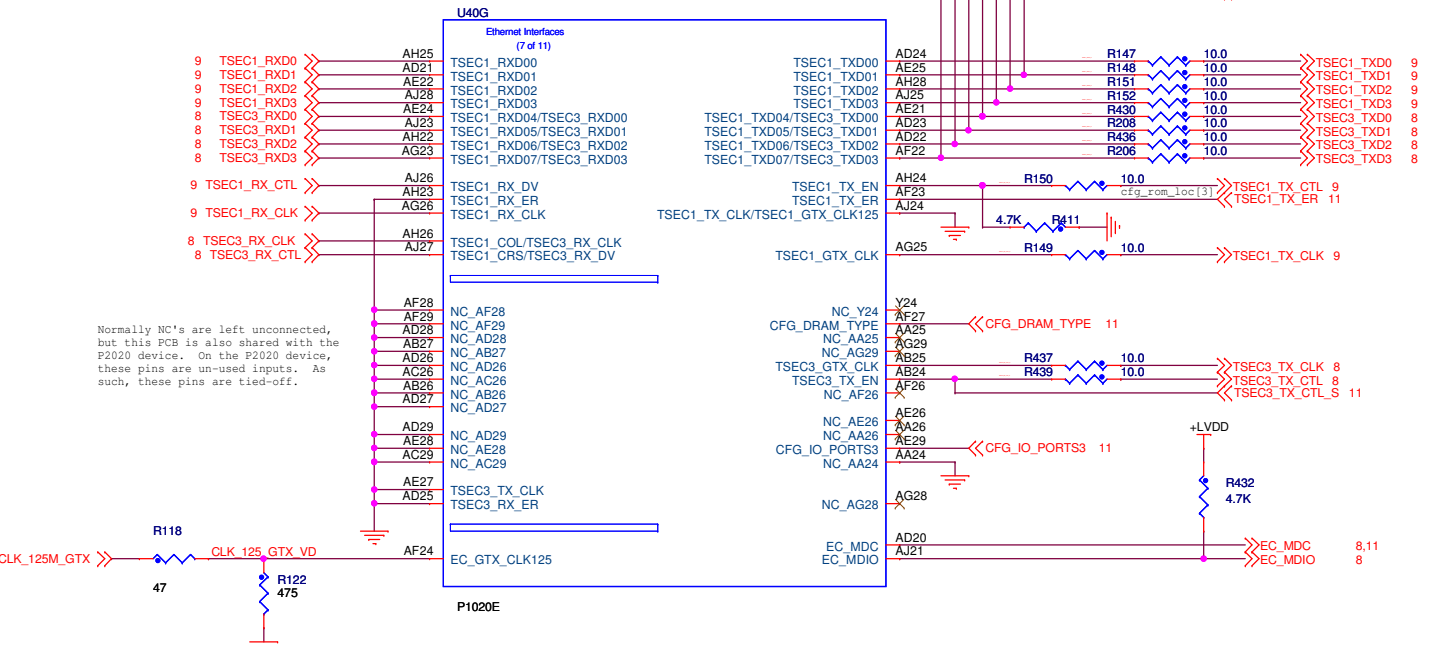 U40G
Ethernet Interfaces
(7 of 11)
9 TSEC1_RXD0 AH25 TSEC1_RXD00 TSEC1_TXD00 AD24 R147 10.0 TSEC1_TXD0 9
9 TSEC1_RXD1 AD21 TSEC1_RXD01 TSEC1_TXD01 AE25 R148 10.0 TSEC1_TXD1 9
9 TSEC1_RXD2 AE22 TSEC1_RXD02 TSEC1_TXD02 AH28 R151 10.0 TSEC1_TXD2 9
9 TSEC1_RXD3 AJ28 TSEC1_RXD03 TSEC1_TXD03 AJ25 R152 10.0 TSEC1_TXD3 9
8 TSEC3_RXD0 AE24 TSEC1_RXD04/TSEC3_RXD00 TSEC1_TXD04/TSEC3_TXD00 AE21 R430 10.0 TSEC3_TXD0 8
8 TSEC3_RXD1 AJ23 TSEC1_RXD05/TSEC3_RXD01 TSEC1_TXD05/TSEC3_TXD01 AD23 R208 10.0 TSEC3_TXD1 8
8 TSEC3_RXD2 AH22 TSEC1_RXD06/TSEC3_RXD02 TSEC1_TXD06/TSEC3_TXD02 AD22 R436 10.0 TSEC3_TXD2 8
8 TSEC3_RXD3 AG23 TSEC1_RXD07/TSEC3_RXD03 TSEC1_TXD07/TSEC3_TXD03 AF22 R206 10.0 TSEC3_TXD3 8
9 TSEC1_RX_CTL AJ26 TSEC1_RX_DV TSEC1_TX_EN AH24 R150 10.0 TSEC1_TX_CTL 9
AH23 TSEC1_RX_ER TSEC1_TX_ER AF23 cfg_rom_loc[3] TSEC1_TX_ER 11
9 TSEC1_RX_CLK AG26 TSEC1_RX_CLK TSEC1_TX_CLK/TSEC1_GTX_CLK125 AJ24
4.7K R411
8 TSEC3_RX_CLK AH26 TSEC1_COL/TSEC3_RX_CLK
8 TSEC3_RX_CTL AJ27 TSEC1_CRS/TSEC3_RX_DV TSEC1_GTX_CLK AG25 R149 10.0 TSEC1_TX_CLK 9
AF28 NC_AF28 NC_Y24 Y24
AF29 NC_AF29 CFG_DRAM_TYPE AF27 CFG_DRAM_TYPE 11
AD28 NC_AD28 NC_AA25 AA25
AB27 NC_AB27 NC_AG29 AG29
AD26 NC_AD26 TSEC3_GTX_CLK AB25 R437 10.0 TSEC3_TX_CLK 8
AC26 NC_AC26 TSEC3_TX_EN AB24 R439 10.0 TSEC3_TX_CTL 8
AB26 NC_AB26 NC_AF26 AF26 TSEC3_TX_CTL_S 11
AD27 NC_AD27
Normally NC's are left unconnected,
but this PCB is also shared with the
P2020 device. On the P2020 device,
these pins are un-used inputs. As
such, these pins are tied-off.
NC_AE26 AE26
AD29 NC_AD29 NC_AA26 AA26
AE28 NC_AE28 CFG_IO_PORTS3 AE29 CFG_IO_PORTS3 11
AC29 NC_AC29 NC_AA24 AA24
+LVDD
R432
4.7K
AE27 TSEC3_TX_CLK
AD25 TSEC3_RX_ER NC_AG28 AG28
R118
47
EC_MDC AD20 EC_MDC 8,11
CLK_125M_GTX CLK_125_GTX_VD AF24 EC_GTX_CLK125 EC_MDIO AJ21 EC_MDIO 8
R122
475
P1020E